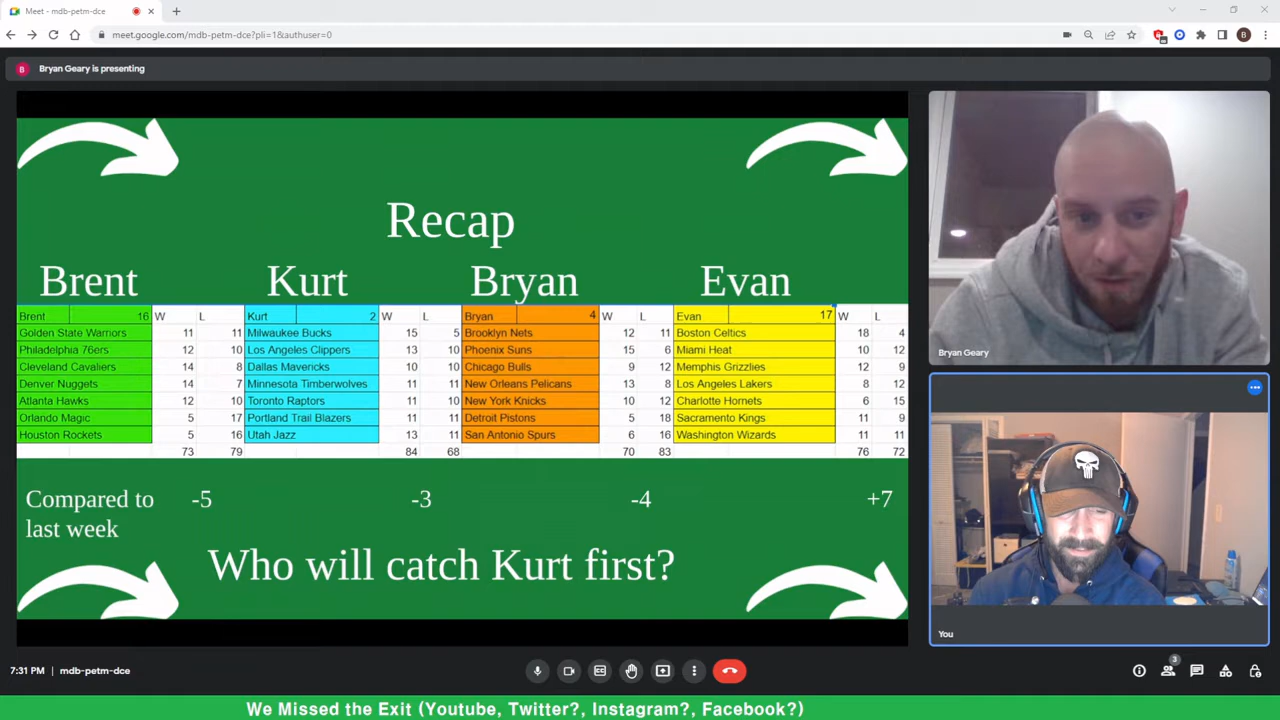 Meet - mdb-petm-dce
meet.google.com/mdb-petm-dce?pli=1&authuser=0
B
B Bryan Geary is presenting
Recap
Brent Kurt Bryan Evan
Brent 16 W L Kurt 2 W L Bryan 4 W L Evan 17 W L
Golden State Warriors 11 11 Milwaukee Bucks 15 5 Brooklyn Nets 12 11 Boston Celtics 18 4
Philadelphia 76ers 12 10 Los Angeles Clippers 13 10 Phoenix Suns 15 6 Miami Heat 10 12
Cleveland Cavaliers 14 8 Dallas Mavericks 10 10 Chicago Bulls 9 12 Memphis Grizzlies 12 9
Denver Nuggets 14 7 Minnesota Timberwolves 11 11 New Orleans Pelicans 13 8 Los Angeles Lakers 8 12
Atlanta Hawks 12 10 Toronto Raptors 11 10 New York Knicks 10 12 Charlotte Hornets 6 15
Orlando Magic 5 17 Portland Trail Blazers 11 11 Detroit Pistons 5 18 Sacramento Kings 11 9
Houston Rockets 5 16 Utah Jazz 13 11 San Antonio Spurs 6 16 Washington Wizards 11 11
73 79 84 68 70 83 76 72
Compared to -5 -3 -4 +7
last week
Who will catch Kurt first?
Bryan Geary
You
7:31 PM | mdb-petm-dce
3
We Missed the Exit (Youtube, Twitter?, Instagram?, Facebook?)